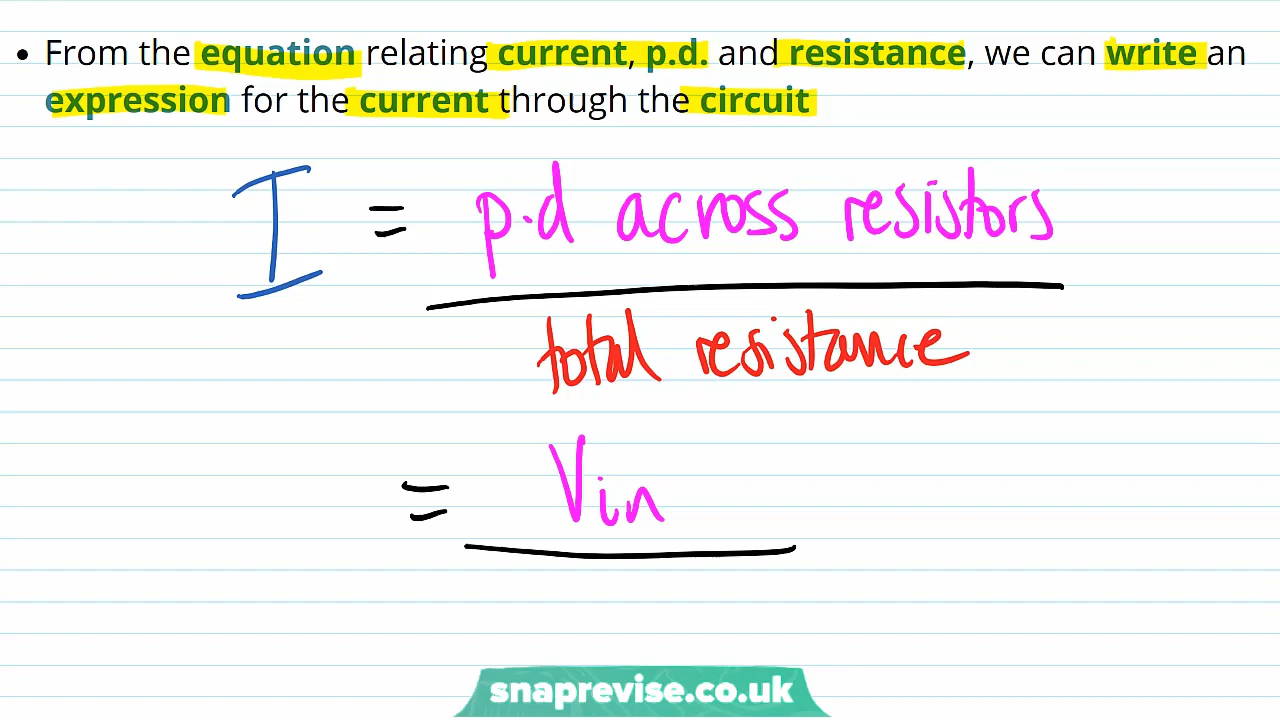 • From the equation relating current, p.d. and resistance, we can write an
expression for the current through the circuit
I = p.d across resistors
total resistance
= Vin
snaprevise.co.uk